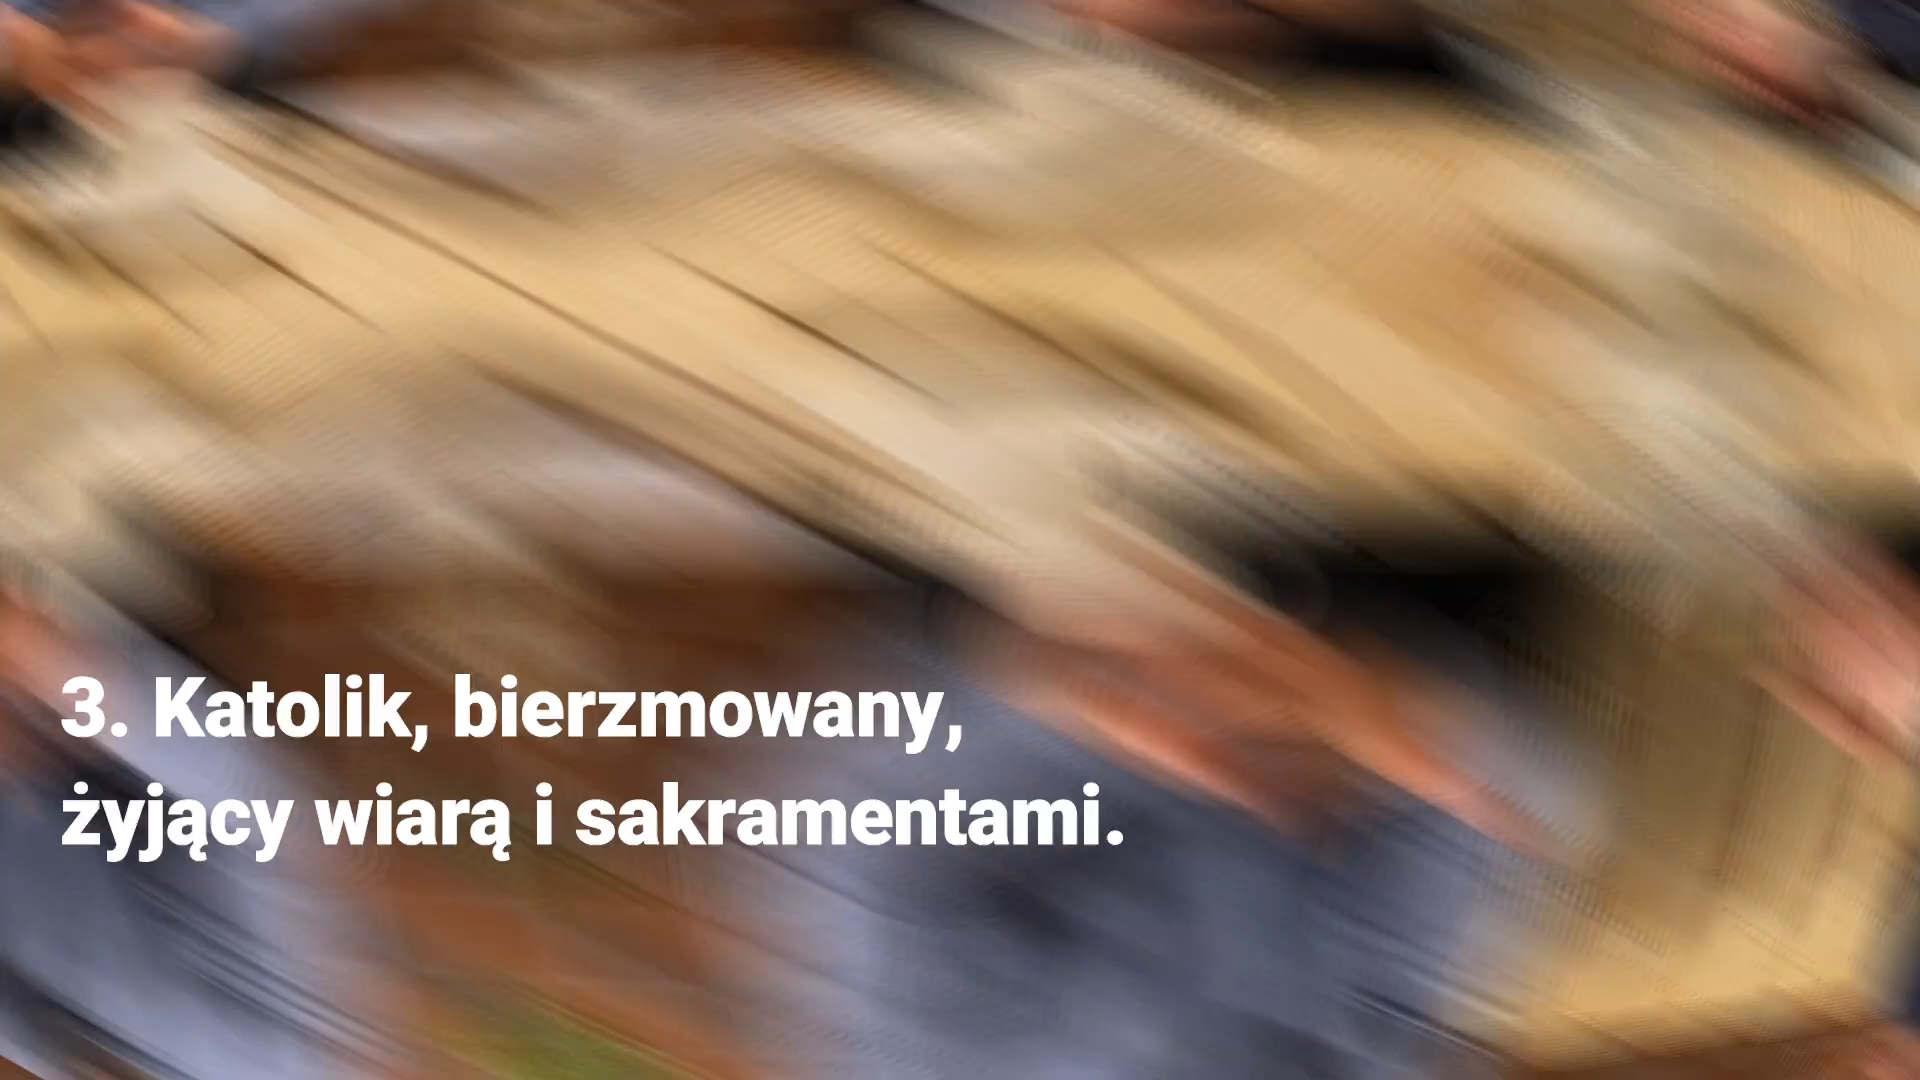 3. Katolik, bierzmowany,
żyjący wiarą i sakramentami.